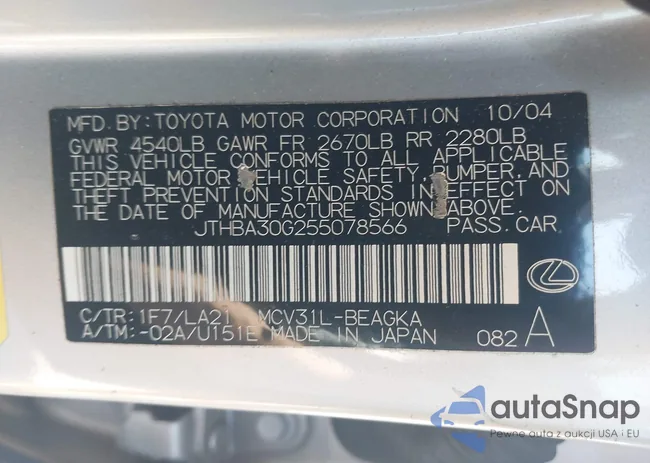 MFD. BY: TOYOTA MOTOR CORPORATION 10/04
GVWR 4540LB GAWR FR 2670LB RR 2280LB
THIS VEHICLE CONFORMS TO ALL APPLICABLE
FEDERAL MOTOR VEHICLE SAFETY, BUMPER, AND
THEFT PREVENTION STANDARDS IN EFFECT ON
THE DATE OF MANUFACTURE SHOWN ABOVE.
JTHBA30G255078566 PASS. CAR
C/TR: 1F7/LA21 MCV31L-BEAGKA
A/TM: -02A/U151E MADE IN JAPAN 082 A
autoSnap
Pewne auta z aukcji USA i EU